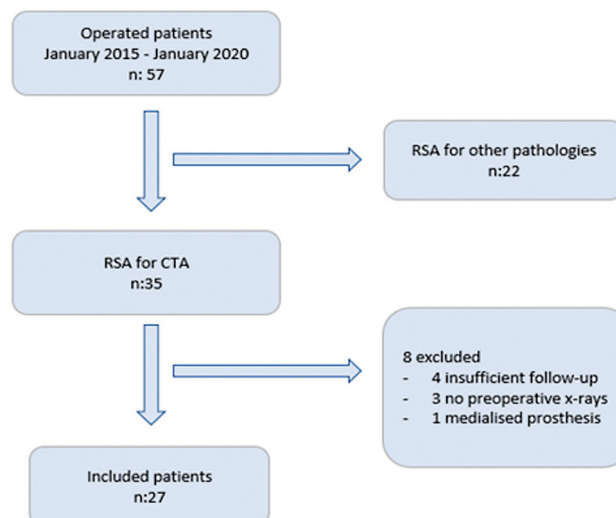 Operated patients
January 2015 - January 2020
n: 57
RSA for other pathologies
n:22
RSA for CTA
n:35
8 excluded
- 4 insufficient follow-up
- 3 no preoperative x-rays
- 1 medialised prosthesis
Included patients
n:27